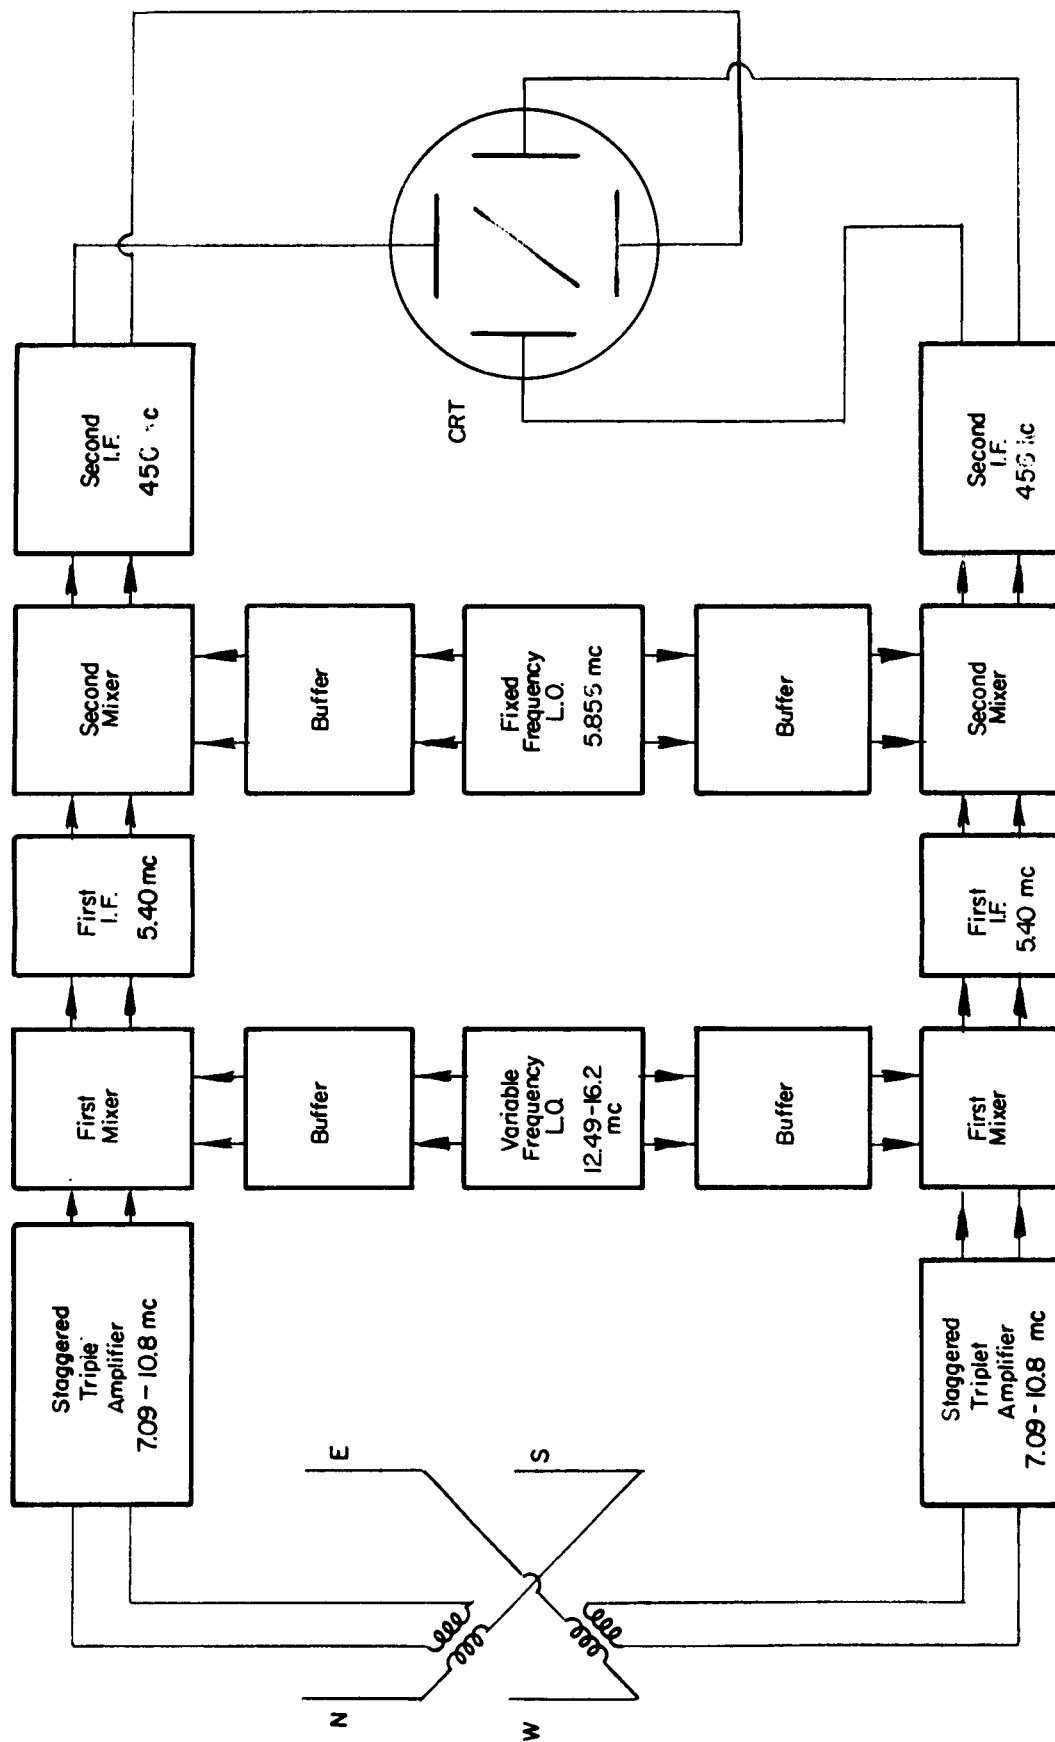 Staggered
Triple
Amplifier
7.09-10.8 mc
First
Mixer
First
I.F.
5.40 mc
Second
Mixer
Second
I.F.
N
E
Buffer
Buffer
W
S
Variable
Frequency
L.O.
12.49-16.2
mc
Fixed
Frequency
L.O.
5.856 mc
CRT
Buffer
Buffer
Staggered
Triplet
Amplifier
7.09-10.8 mc
First
Mixer
First
I.F.
5.40 mc
Second
Mixer
Second
I.F.